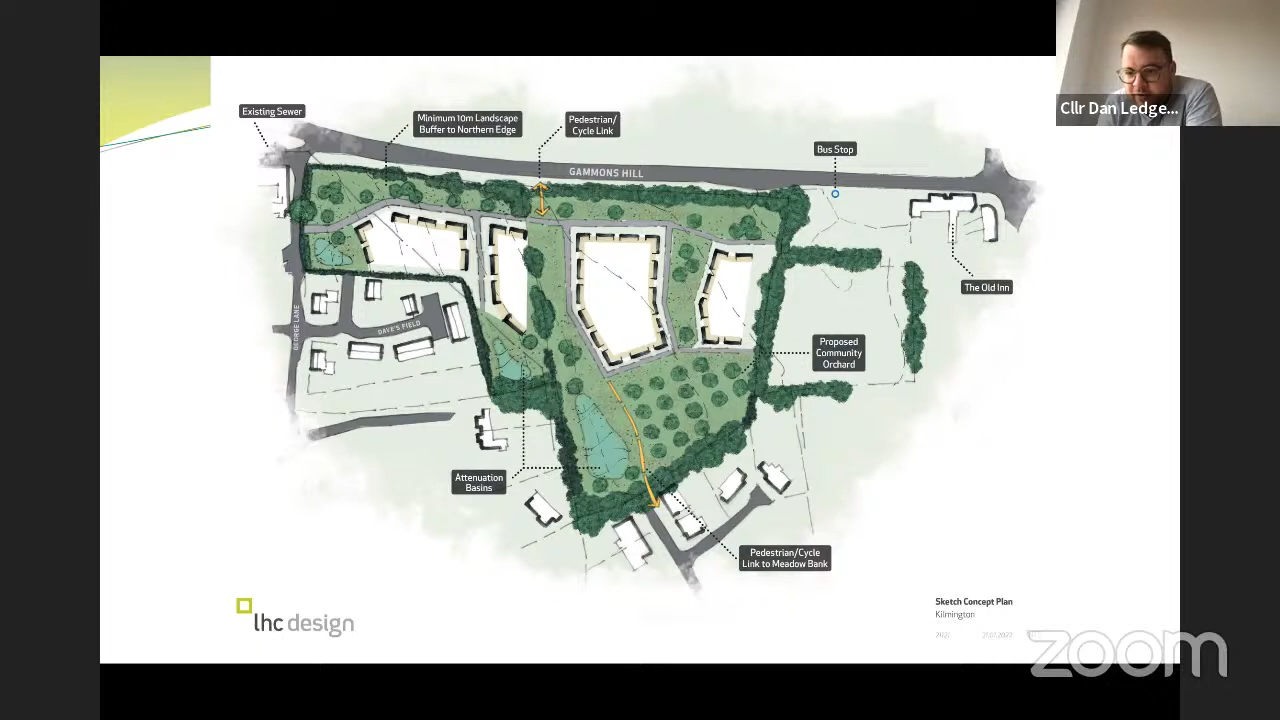 Cllr Dan Ledge...
Existing Sewer
Minimum 10m Landscape
Buffer to Northern Edge
Pedestrian/
Cycle Link
GAMMONS HILL
Bus Stop
The Old Inn
GEORGE LANE
DAVE'S FIELD
Proposed
Community
Orchard
Attenuation
Basins
Pedestrian/Cycle
Link to Meadow Bank
lhc design
Sketch Concept Plan
Kilmington
zoom